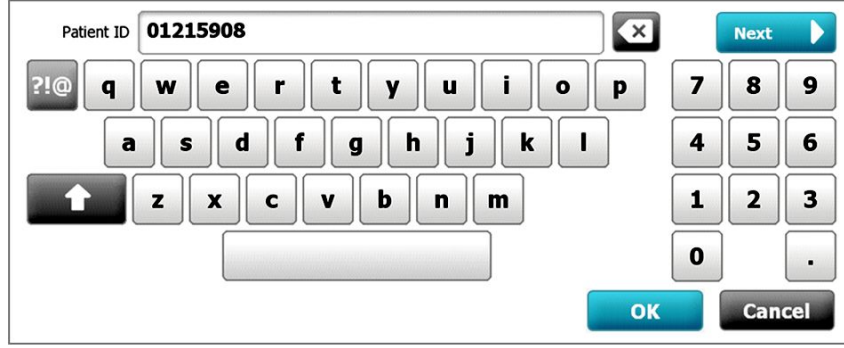 Patient ID 01215908 Next
?!@ q w e r t y u i o p 7 8 9
a s d f g h j k l 4 5 6
z x c v b n m 1 2 3
0 .
OK Cancel